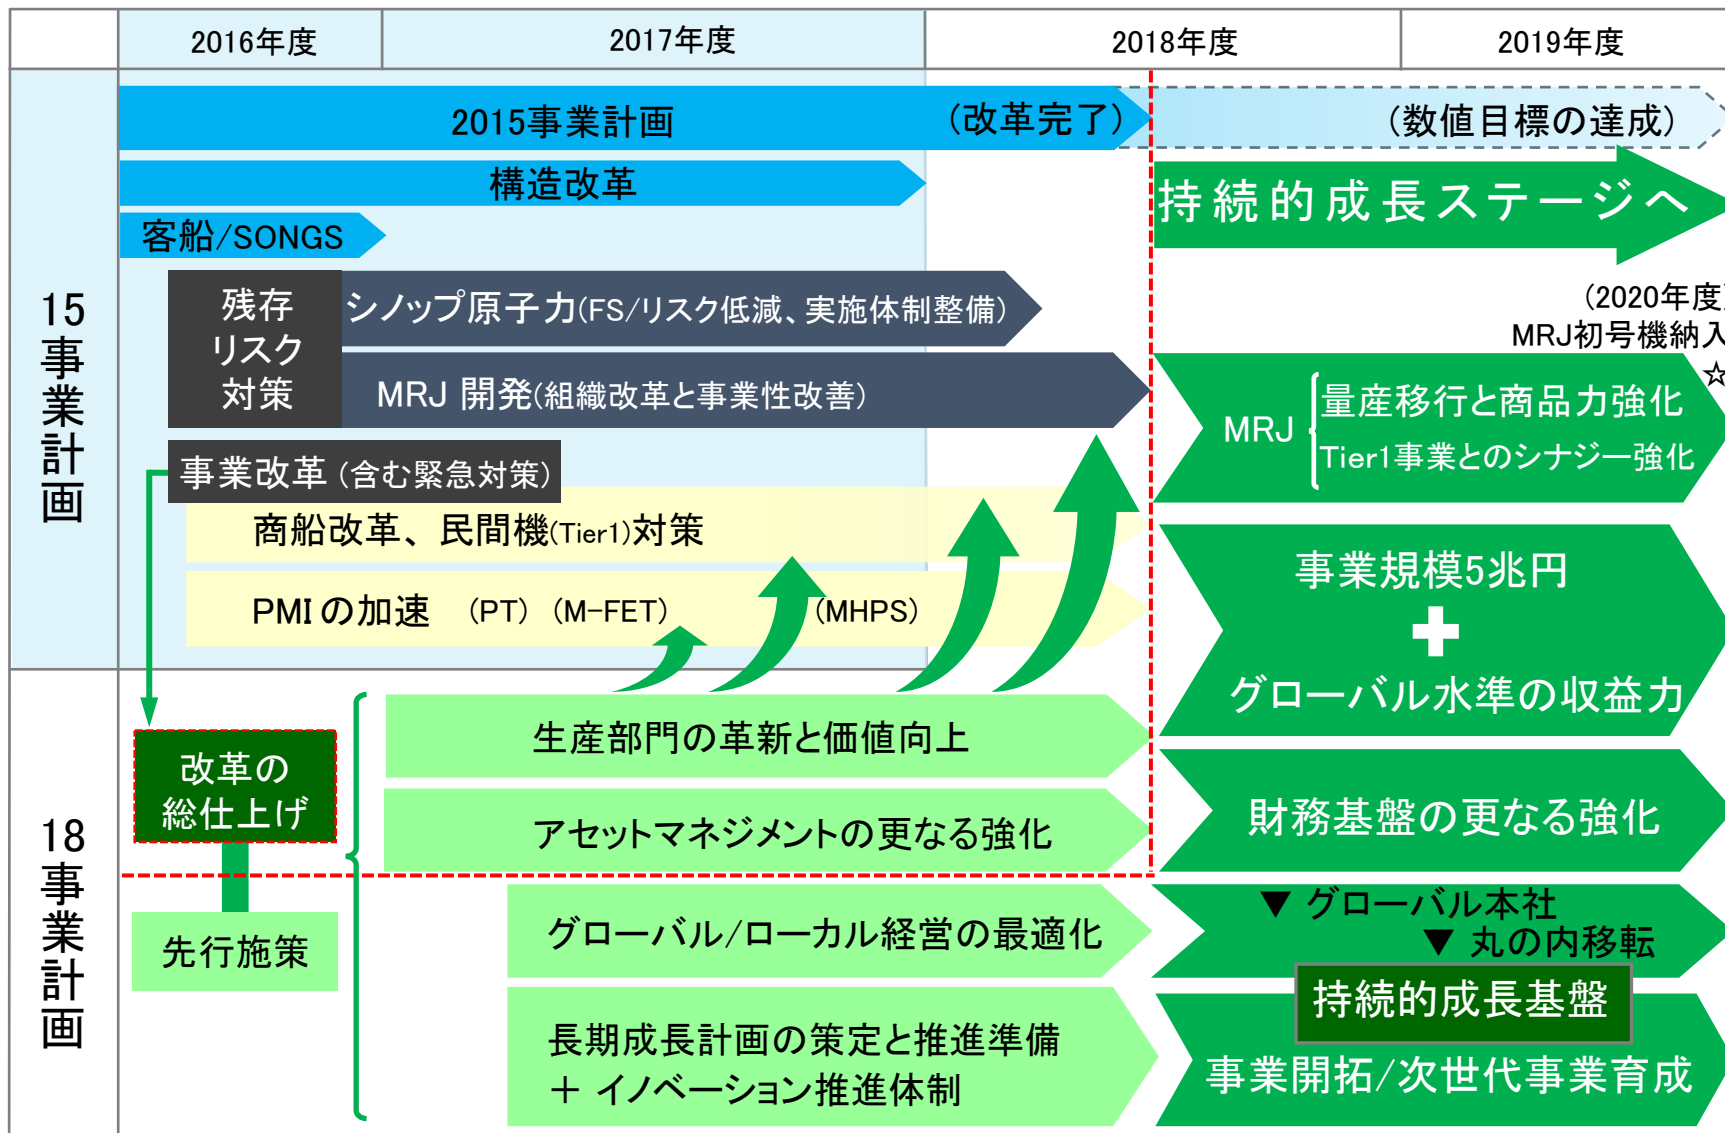 2016年度
2017年度
2018年度
2019年度
15事業計画
2015事業計画
(改革完了)
(数値目標の達成)
構造改革
持続的成長ステージへ
客船/SONGS
残存
リスク
対策
シノップ原子力(FS/リスク低減、実施体制整備)
(2020年度)
MRJ初号機納入
☆
MRJ 開発(組織改革と事業性改善)
MRJ
量産移行と商品力強化
Tier1事業とのシナジー強化
事業改革(含む緊急対策)
商船改革、民間機(Tier1)対策
PMIの加速 (PT) (M-FET) (MHPS)
事業規模5兆円
+
グローバル水準の収益力
18事業計画
改革の
総仕上げ
先行施策
生産部門の革新と価値向上
アセットマネジメントの更なる強化
財務基盤の更なる強化
グローバル/ローカル経営の最適化
▼ グローバル本社
▼ 丸の内移転
持続的成長基盤
長期成長計画の策定と推進準備
+ イノベーション推進体制
事業開拓/次世代事業育成